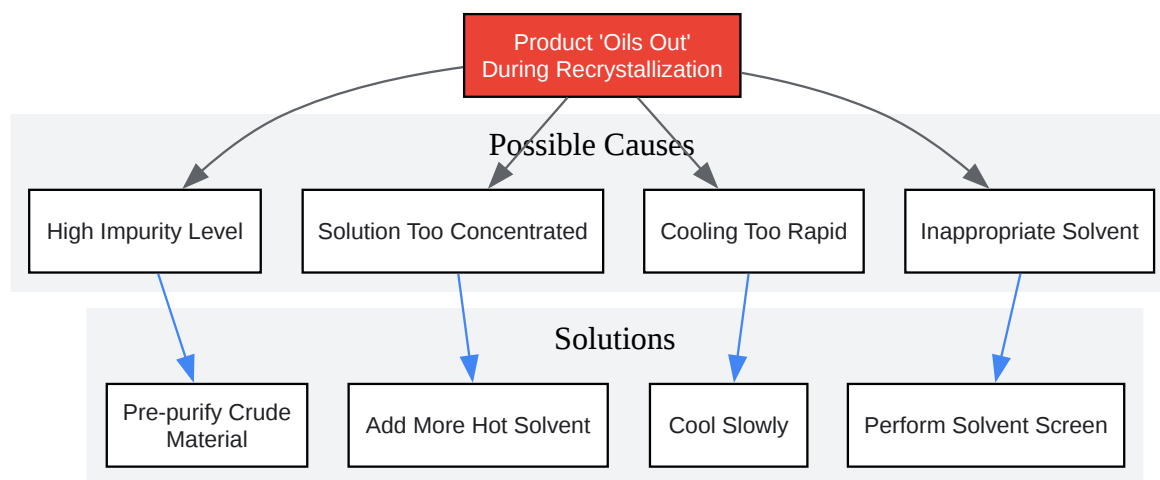 Product 'Oils Out'
During Recrystallization
Possible Causes
High Impurity Level
Solution Too Concentrated
Cooling Too Rapid
Inappropriate Solvent
Solutions
Pre-purify Crude
Material
Add More Hot Solvent
Cool Slowly
Perform Solvent Screen